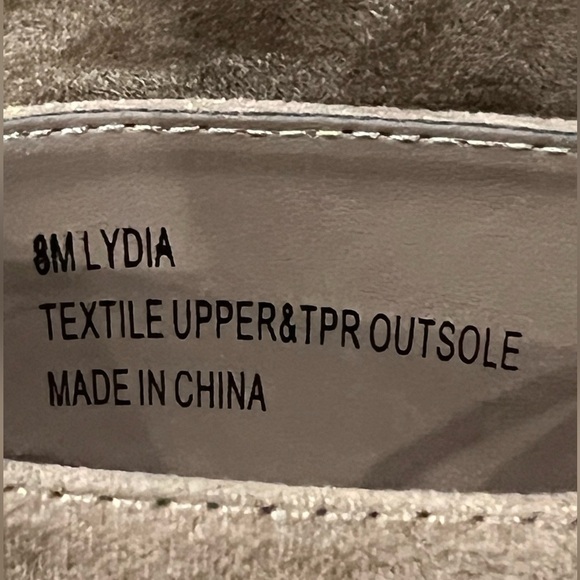 8M LYDIA
TEXTILE UPPER&TPR OUTSOLE
MADE IN CHINA